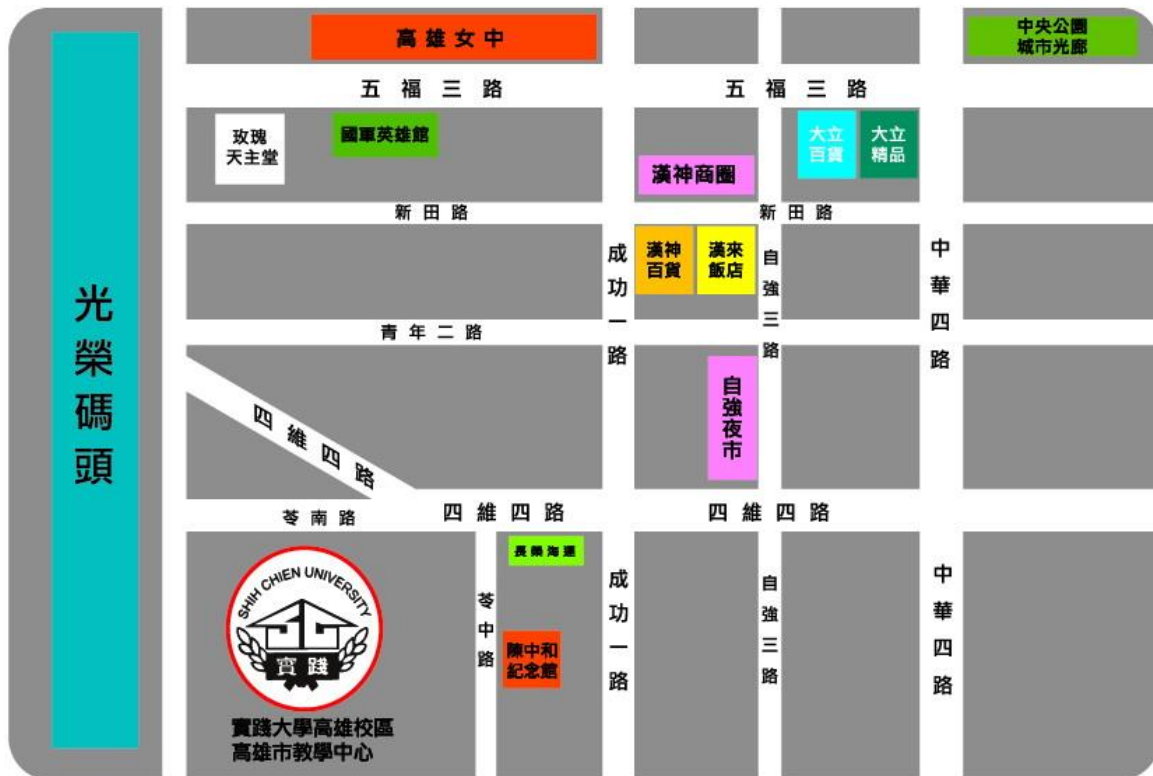 高雄女中
中央公園
城市光廊
五福三路
五福三路
玫瑰
天主堂
國軍英雄館
漢神商圈
大立
百貨
大立
精品
新田路
新田路
光榮碼頭
成功一路
漢神
百貨
漢來
飯店
自強三路
中華四路
青年二路
四維四路
自強夜市
苓南路
四維四路
四維四路
SHIH CHIEN UNIVERSITY
實踐
長榮海運
苓中路
成功一路
自強三路
中華四路
陳中和
紀念館
實踐大學高雄校區
高雄市教學中心